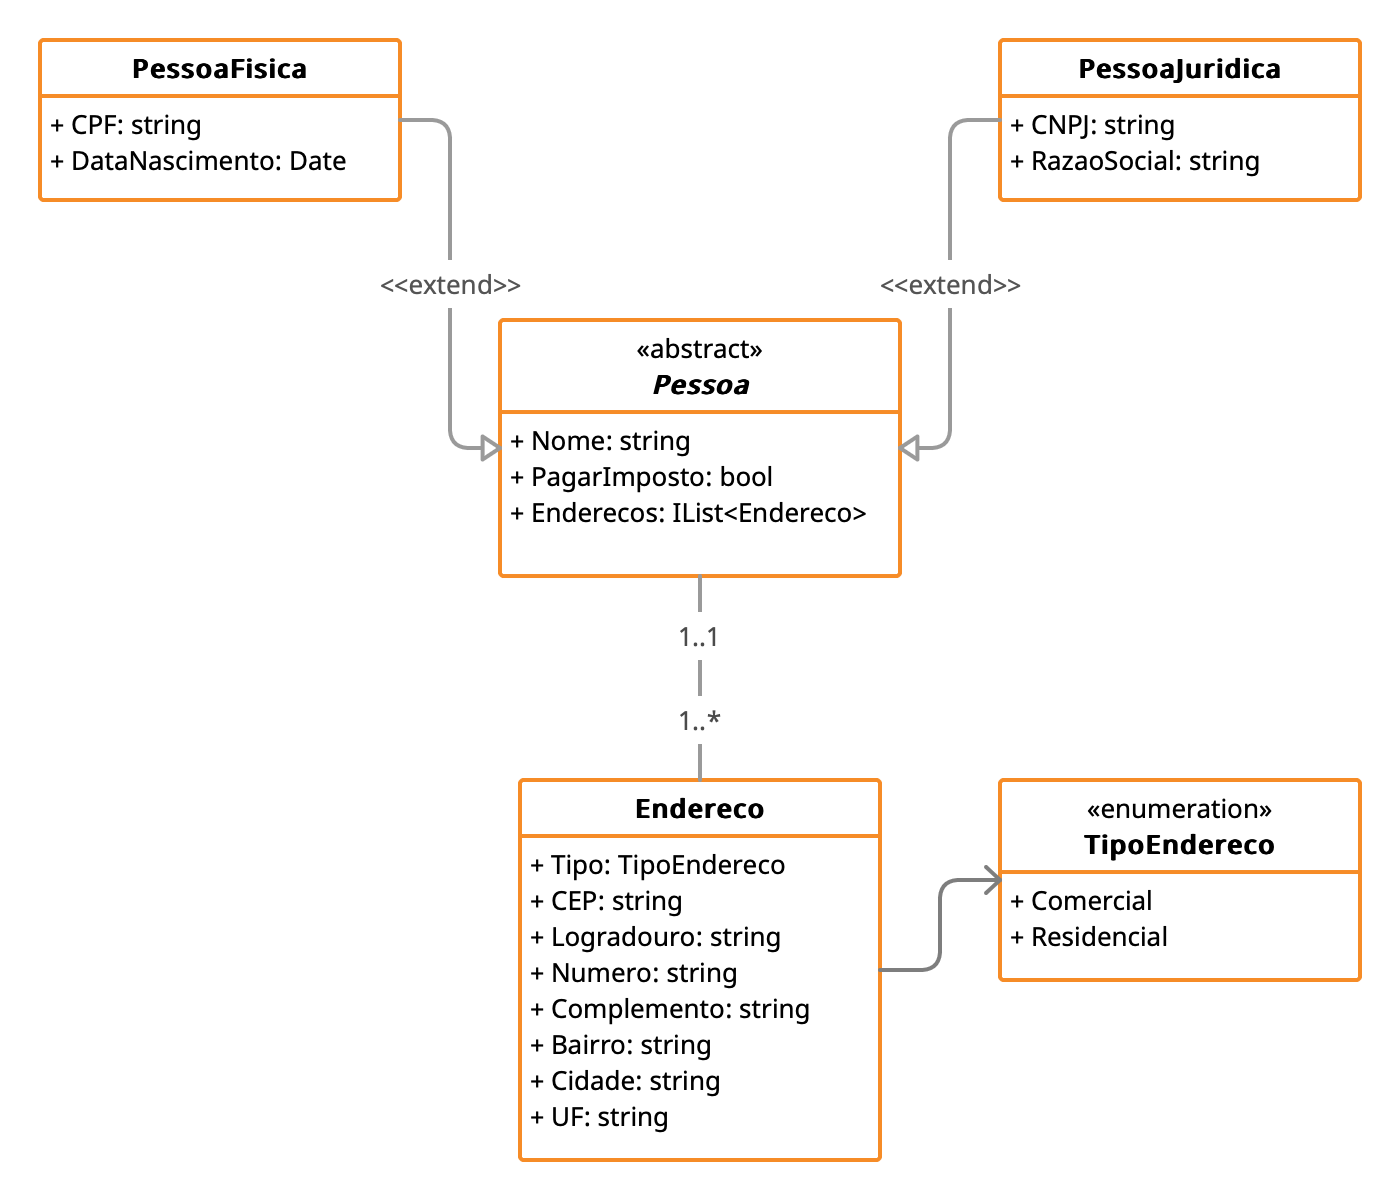 PessoaFisica
+ CPF: string
+ DataNascimento: Date
PessoaJuridica
+ CNPJ: string
+ RazaoSocial: string
<<extend>>
<<extend>>
«abstract»
Pessoa
+ Nome: string
+ PagarImposto: bool
+ Enderecos: IList<Endereco>
1..1
1..*
Endereco
+ Tipo: TipoEndereco
+ CEP: string
+ Logradouro: string
+ Numero: string
+ Complemento: string
+ Bairro: string
+ Cidade: string
+ UF: string
«enumeration»
TipoEndereco
+ Comercial
+ Residencial